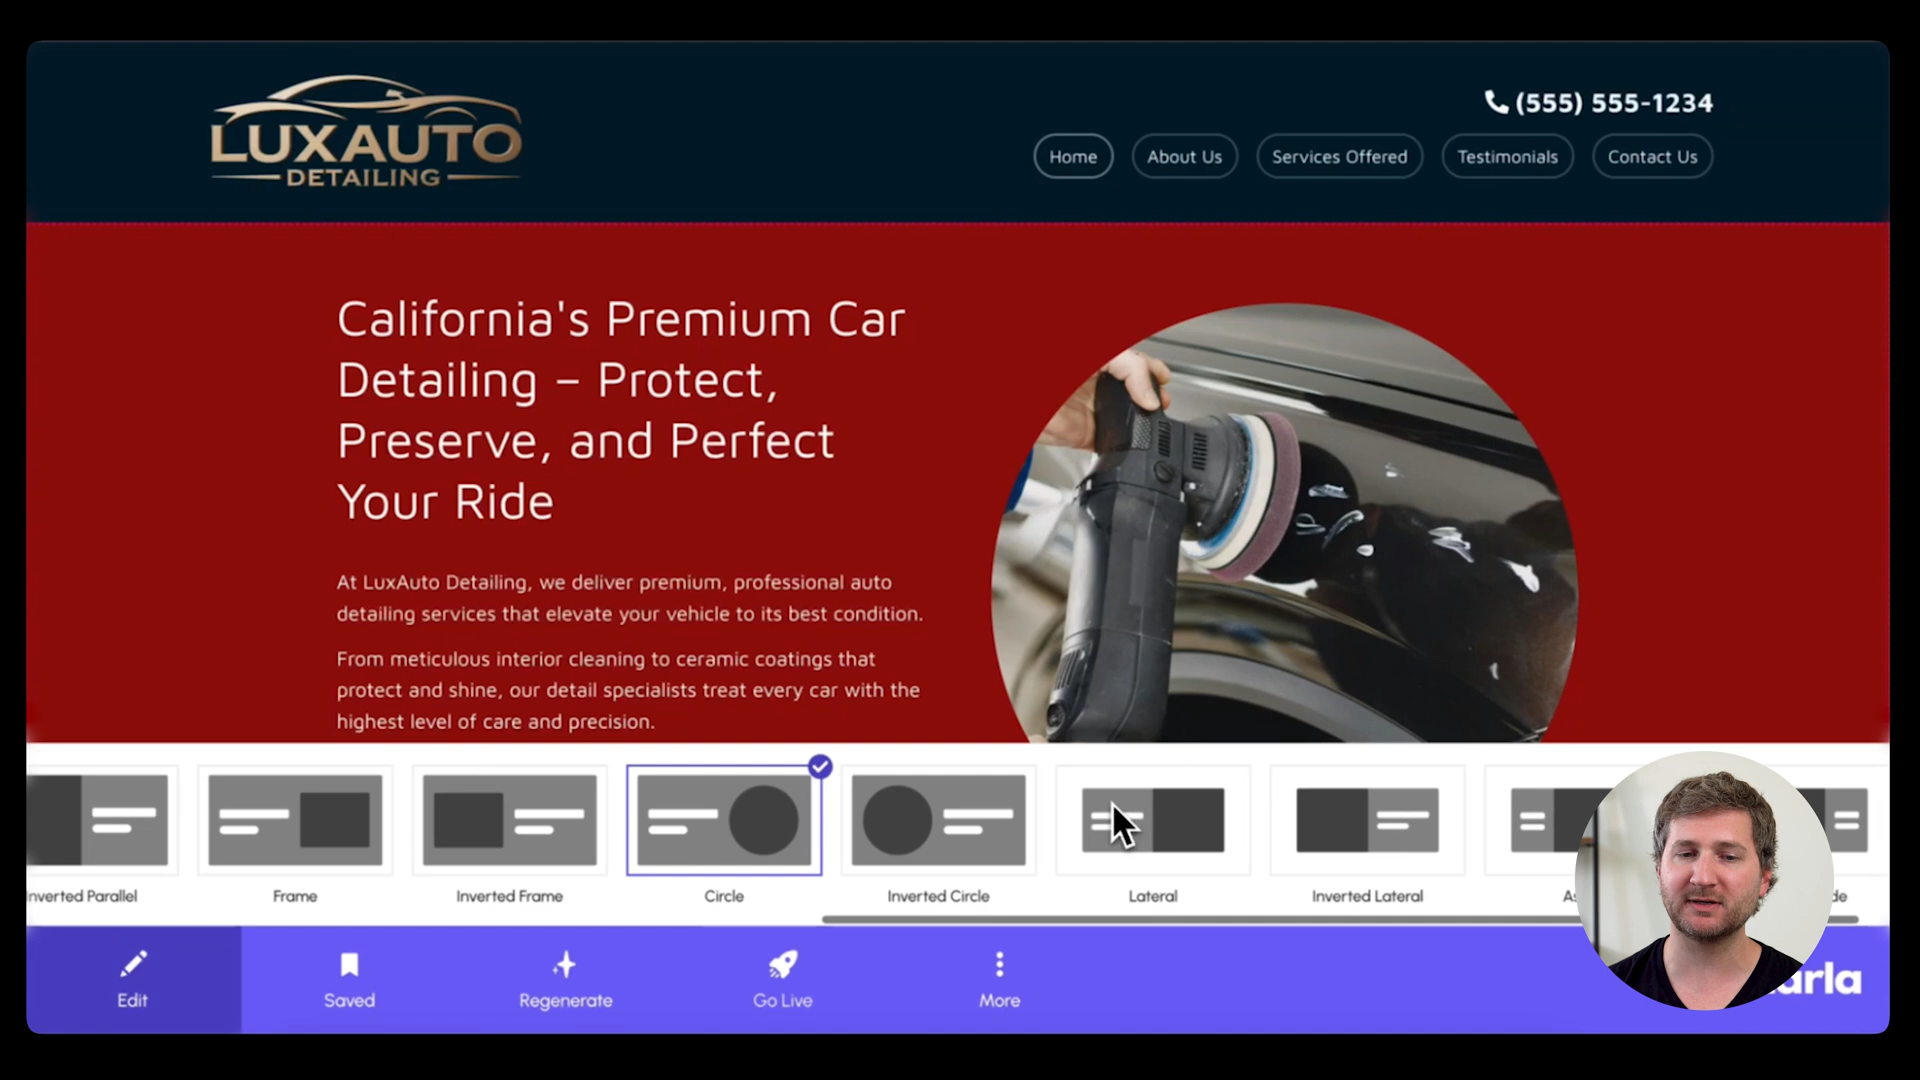 LUXAUTO
DETAILING
(555) 555-1234
Home
About Us
Services Offered
Testimonials
Contact Us
California's Premium Car
Detailing – Protect,
Preserve, and Perfect
Your Ride
At LuxAuto Detailing, we deliver premium, professional auto
detailing services that elevate your vehicle to its best condition.
From meticulous interior cleaning to ceramic coatings that
protect and shine, our detail specialists treat every car with the
highest level of care and precision.
Inverted Parallel
Frame
Inverted Frame
Circle
Inverted Circle
Lateral
Inverted Lateral
Edit
Saved
Regenerate
Go Live
More